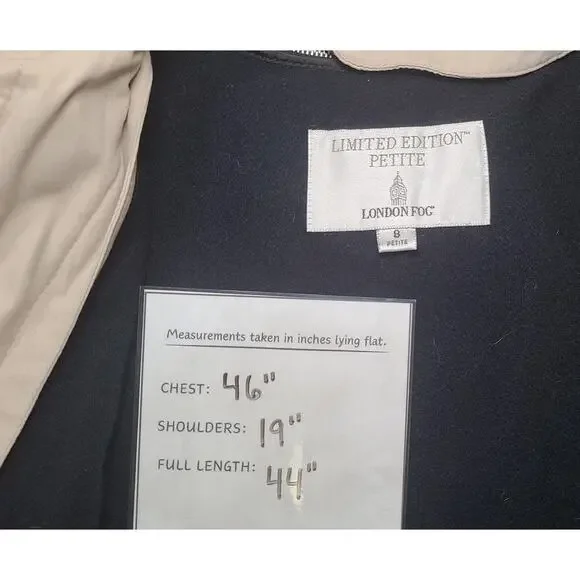 LIMITED EDITION™
PETITE
LONDON FOG®
8
PETITE
Measurements taken in inches lying flat.
CHEST: 46"
SHOULDERS: 19"
FULL LENGTH: 44"